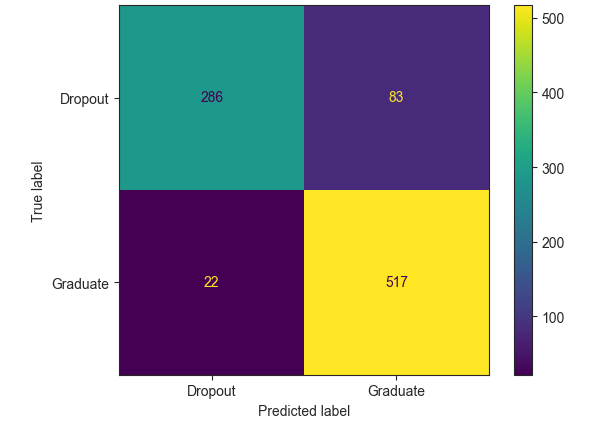 500
Dropout
286
83
400
300
True label
200
Graduate
22
517
100
Dropout
Graduate
Predicted label